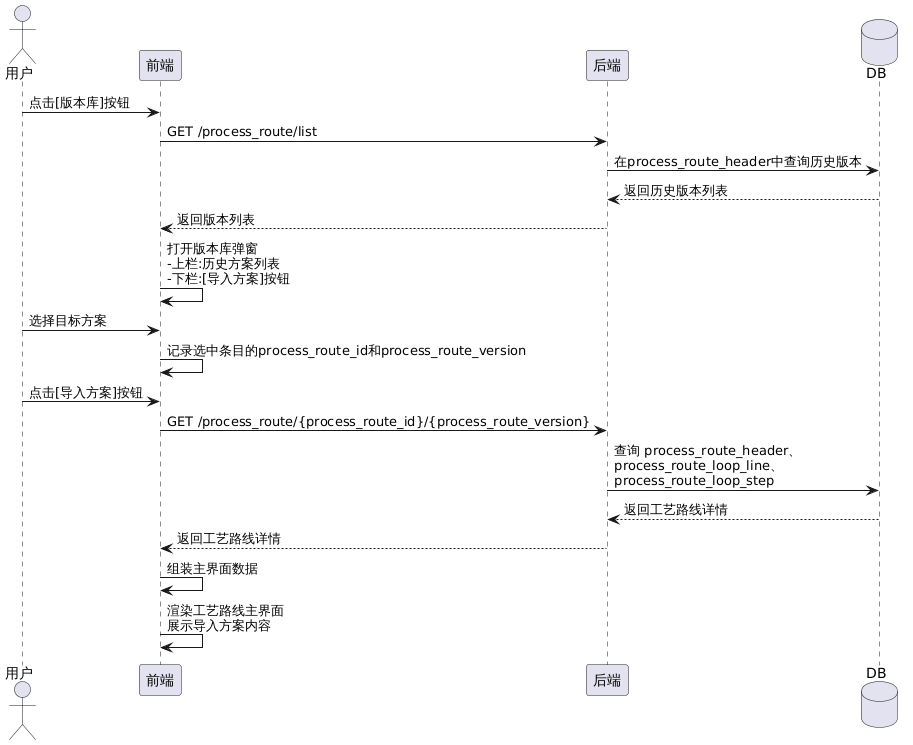 用户
前端
后端
DB
点击[版本库]按钮
GET /process_route/list
在process_route_header中查询历史版本
返回历史版本列表
返回版本列表
打开版本库弹窗
-上栏:历史方案列表
-下栏:[导入方案]按钮
选择目标方案
记录选中条目的process_route_id和process_route_version
点击[导入方案]按钮
GET /process_route/{process_route_id}/{process_route_version}
查询 process_route_header、
process_route_loop_line、
process_route_loop_step
返回工艺路线详情
返回工艺路线详情
组装主界面数据
渲染工艺路线主界面
展示导入方案内容
用户
前端
后端
DB